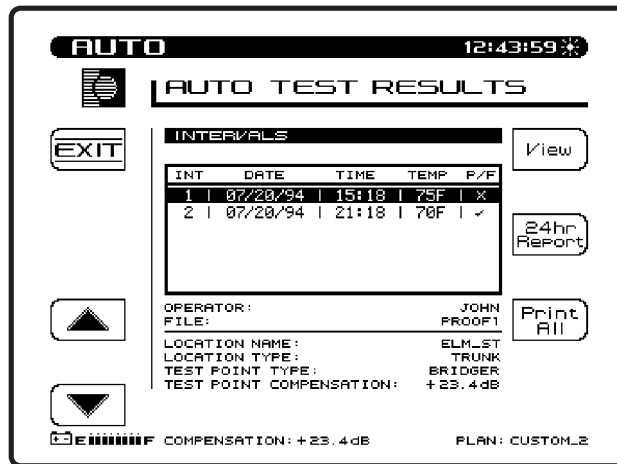 AUTO 12:43:59
AUTO TEST RESULTS
EXIT
INTERVALS
View
INT DATE TIME TEMP P/F
1 | 07/20/94 | 15:18 | 75F | X
2 | 07/20/94 | 21:18 | 70F | ✓
24hr
Report
OPERATOR: JOHN
FILE: PROOF1
Print
All
LOCATION NAME: ELM_ST
LOCATION TYPE: TRUNK
TEST POINT TYPE: BRIDGER
TEST POINT COMPENSATION: +23.4dB
E F COMPENSATION:+23.4dB PLAN: CUSTOM_2